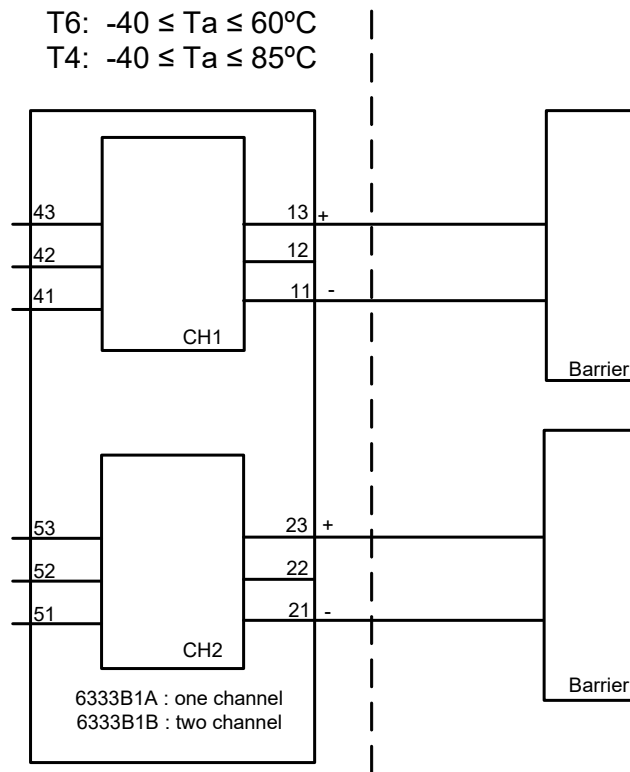 T6: -40 ≤ Ta ≤ 60ºC
T4: -40 ≤ Ta ≤ 85ºC
43
13 +
42
12
41
11 -
CH1
Barrier
53
23 +
52
22
51
21 -
CH2
Barrier
6333B1A : one channel
6333B1B : two channel